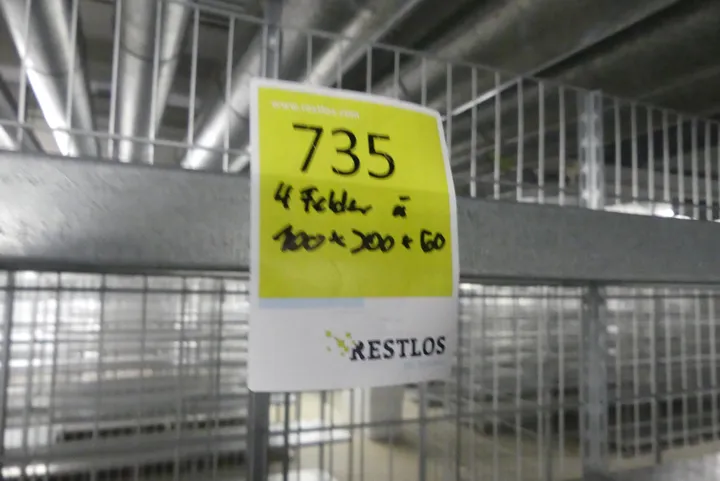 www.restlos.com
735
4 Felder à
100 * 200 * 60
RESTLOS